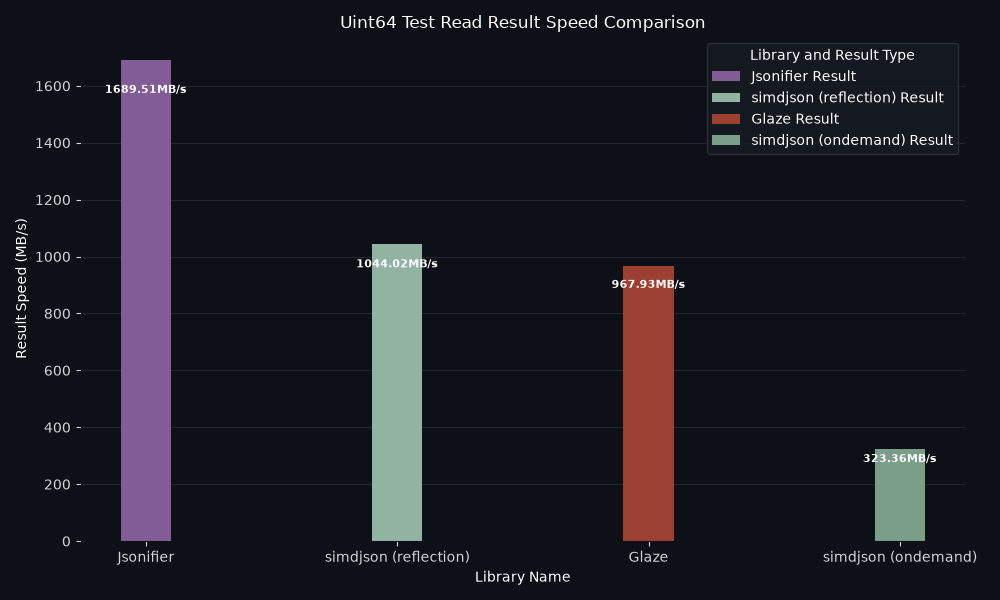 Uint64 Test Read Result Speed Comparison
Library and Result Type
Jsonifier Result
simdjson (reflection) Result
Glaze Result
simdjson (ondemand) Result
Result Speed (MB/s)
1600
1400
1200
1000
800
600
400
200
0
1689.51MB/s
1044.02MB/s
967.93MB/s
323.36MB/s
Jsonifier
simdjson (reflection)
Glaze
simdjson (ondemand)
Library Name